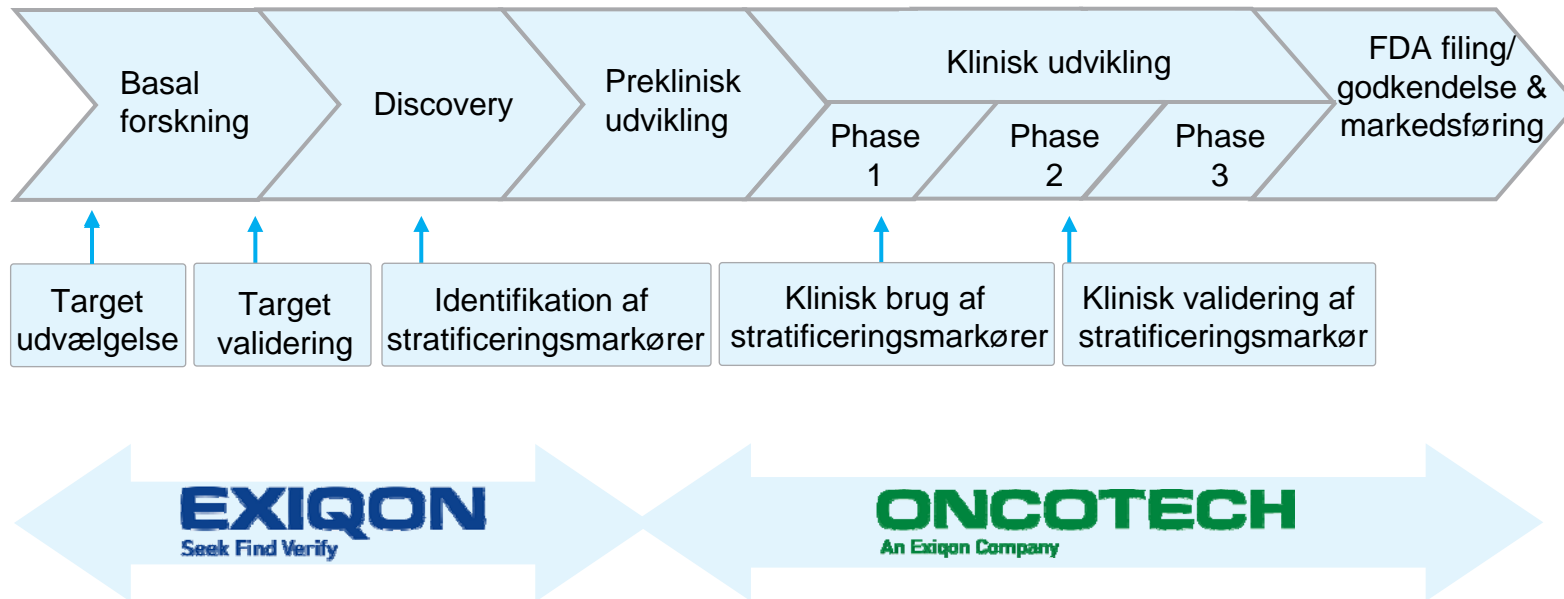 Basal
forskning
Discovery
Preklinisk
udvikling
Klinisk udvikling
Phase
1
Phase
2
Phase
3
FDA filing/
godkendelse &
markedsføring
Target
udvælgelse
Target
validering
Identifikation af
stratificeringsmarkører
Klinisk brug af
stratificeringsmarkører
Klinisk validering af
stratificeringsmarkør
EXIQON
Seek Find Verify
ONCOTECH
An Exiqon Company